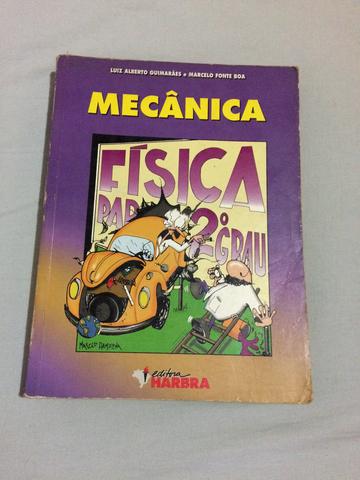 LUIZ ALBERTO GUIMARÃES e MARCELO FONTE BOA
MECÂNICA
FÍSICA
PARA 2º GRAU
editora
HARBRA